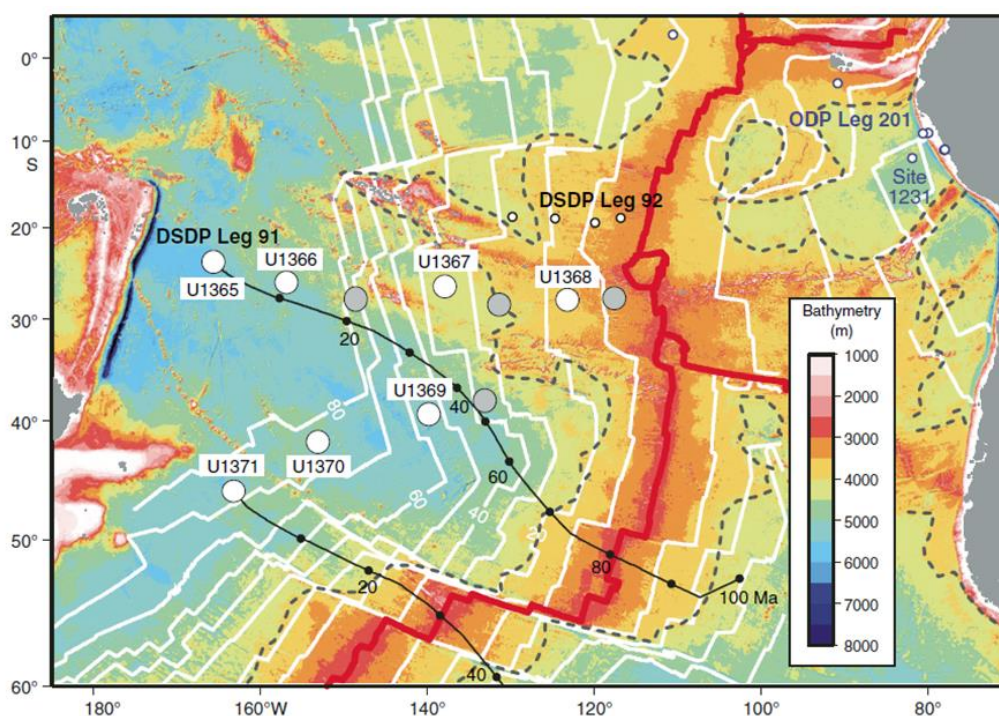 0°
10°
S
20°
30°
40°
50°
60°
180°
160°W
140°
120°
100°
80°
ODP Leg 201
Site
1231
DSDP Leg 92
DSDP Leg 91
U1366
U1365
U1367
U1368
U1369
U1370
U1371
20
40
60
80
100 Ma
20
40
80
60
40
20
Bathymetry
(m)
1000
2000
3000
4000
5000
6000
7000
8000